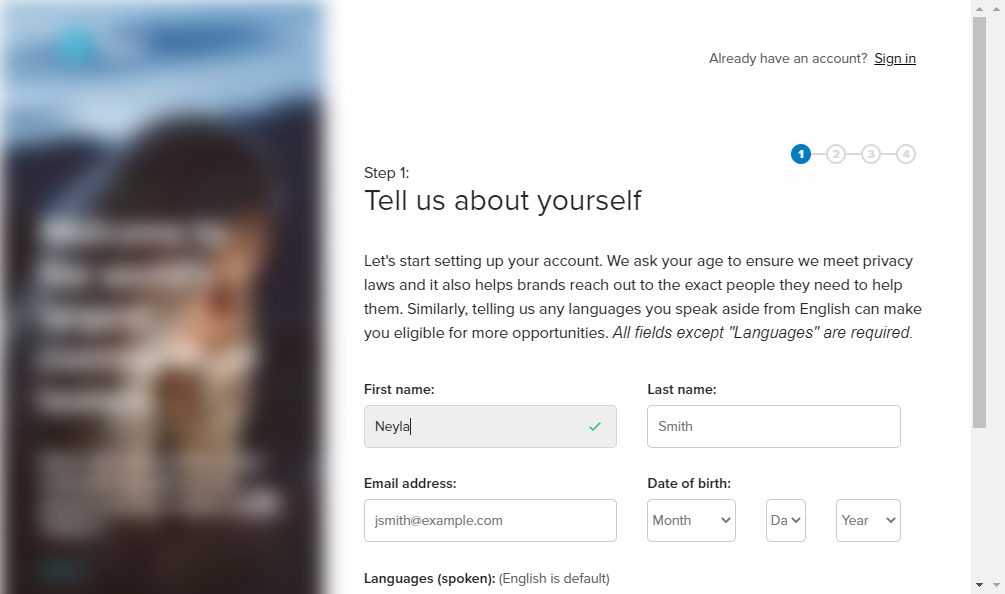 Already have an account? Sign in
1 2 3 4
Step 1:
Tell us about yourself
Let's start setting up your account. We ask your age to ensure we meet privacy
laws and it also helps brands reach out to the exact people they need to help
them. Similarly, telling us any languages you speak aside from English can make
you eligible for more opportunities. All fields except "Languages" are required.
First name:
Last name:
Neyla
Smith
Email address:
Date of birth:
jsmith@example.com
Month
Da
Year
Languages (spoken): (English is default)